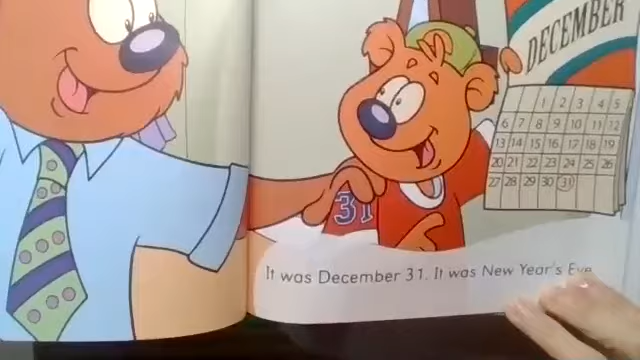 DECEMBER
1 2 3 4 5
6 7 8 9 10 11 12
13 14 15 16 17 18 19
20 21 22 23 24 25 26
27 28 29 30 31
31
It was December 31. It was New Year's Eve